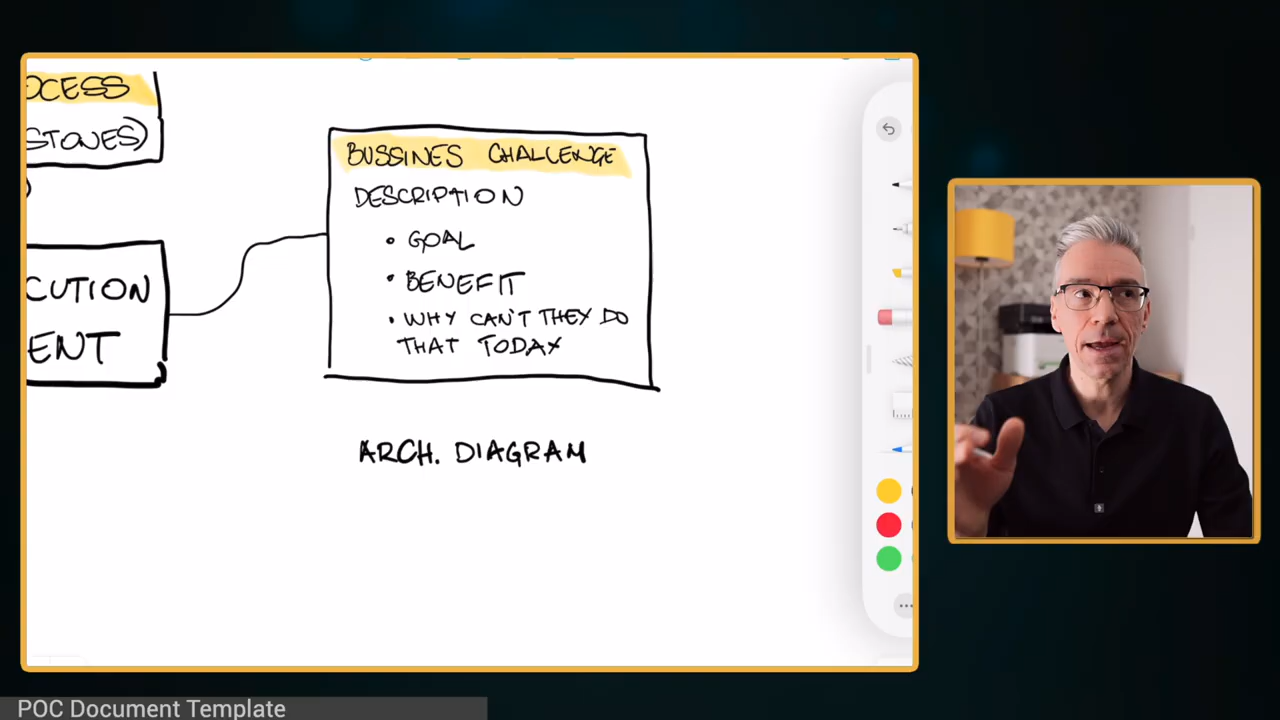 OCESS
STONES)
)
CUTION
ENT
BUSSINES CHALLENGE
DESCRIPTION
• GOAL
• BENEFIT
• WHY CAN'T THEY DO
THAT TODAY
ARCH. DIAGRAM
POC Document Template